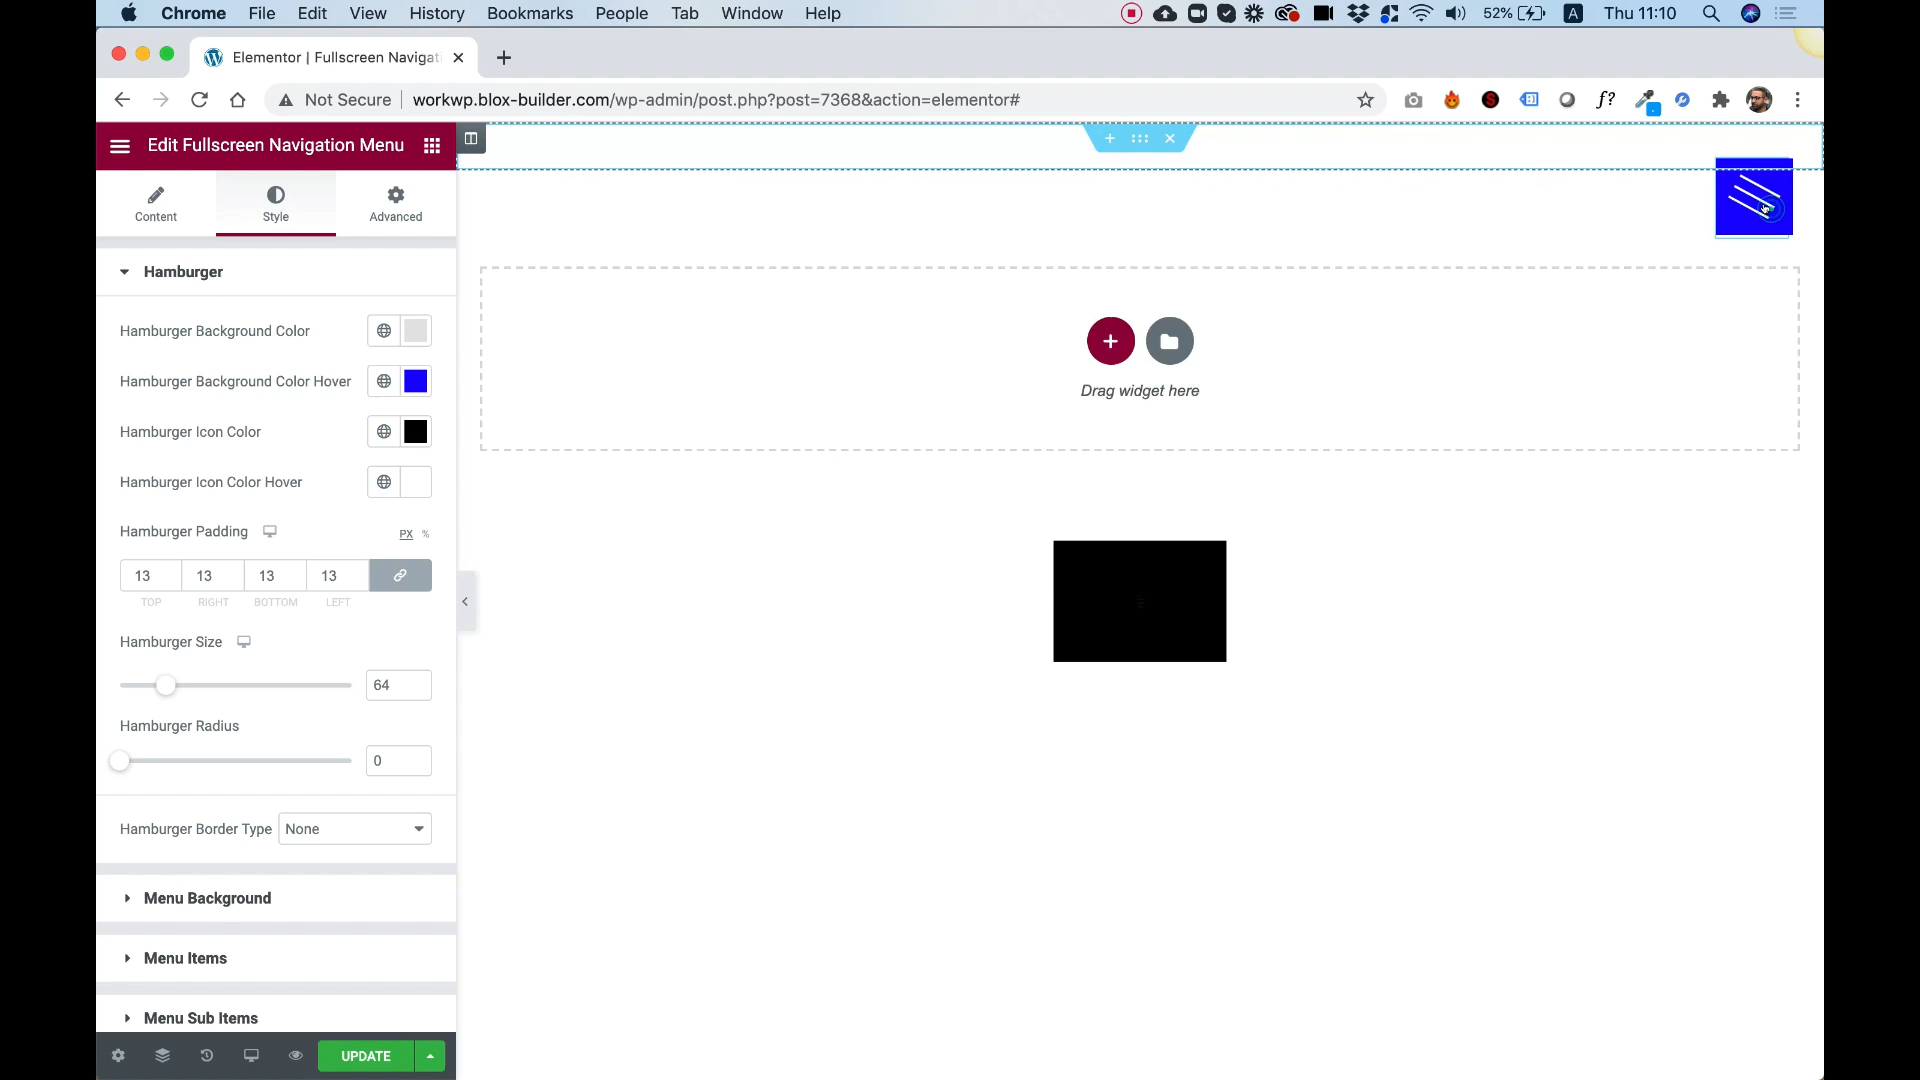 Chrome File Edit View History Bookmarks People Tab Window Help 52% A Thu 11:10
Elementor | Fullscreen Navigat
Not Secure workwp.blox-builder.com/wp-admin/post.php?post=7368&action=elementor#
Edit Fullscreen Navigation Menu
Content Style Advanced
Hamburger
Hamburger Background Color
Hamburger Background Color Hover
Hamburger Icon Color
Hamburger Icon Color Hover
Hamburger Padding PX %
13 13 13 13
TOP RIGHT BOTTOM LEFT
Hamburger Size
64
Hamburger Radius
0
Hamburger Border Type None
Menu Background
Menu Items
Menu Sub Items
UPDATE
Drag widget here